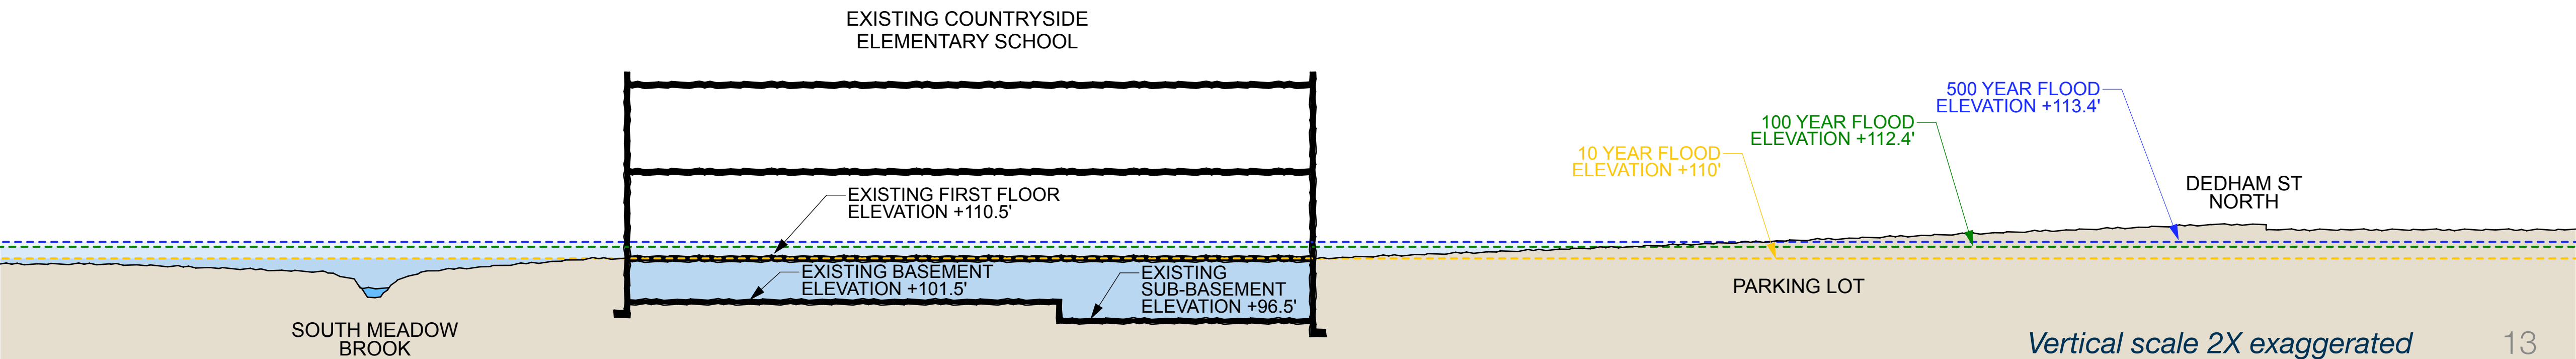 EXISTING COUNTRYSIDE
ELEMENTARY SCHOOL
500 YEAR FLOOD
ELEVATION +113.4'
100 YEAR FLOOD
ELEVATION +112.4'
10 YEAR FLOOD
ELEVATION +110'
DEDHAM ST
NORTH
EXISTING FIRST FLOOR
ELEVATION +110.5'
EXISTING BASEMENT
ELEVATION +101.5'
EXISTING
SUB-BASEMENT
ELEVATION +96.5'
PARKING LOT
SOUTH MEADOW
BROOK
Vertical scale 2X exaggerated
13